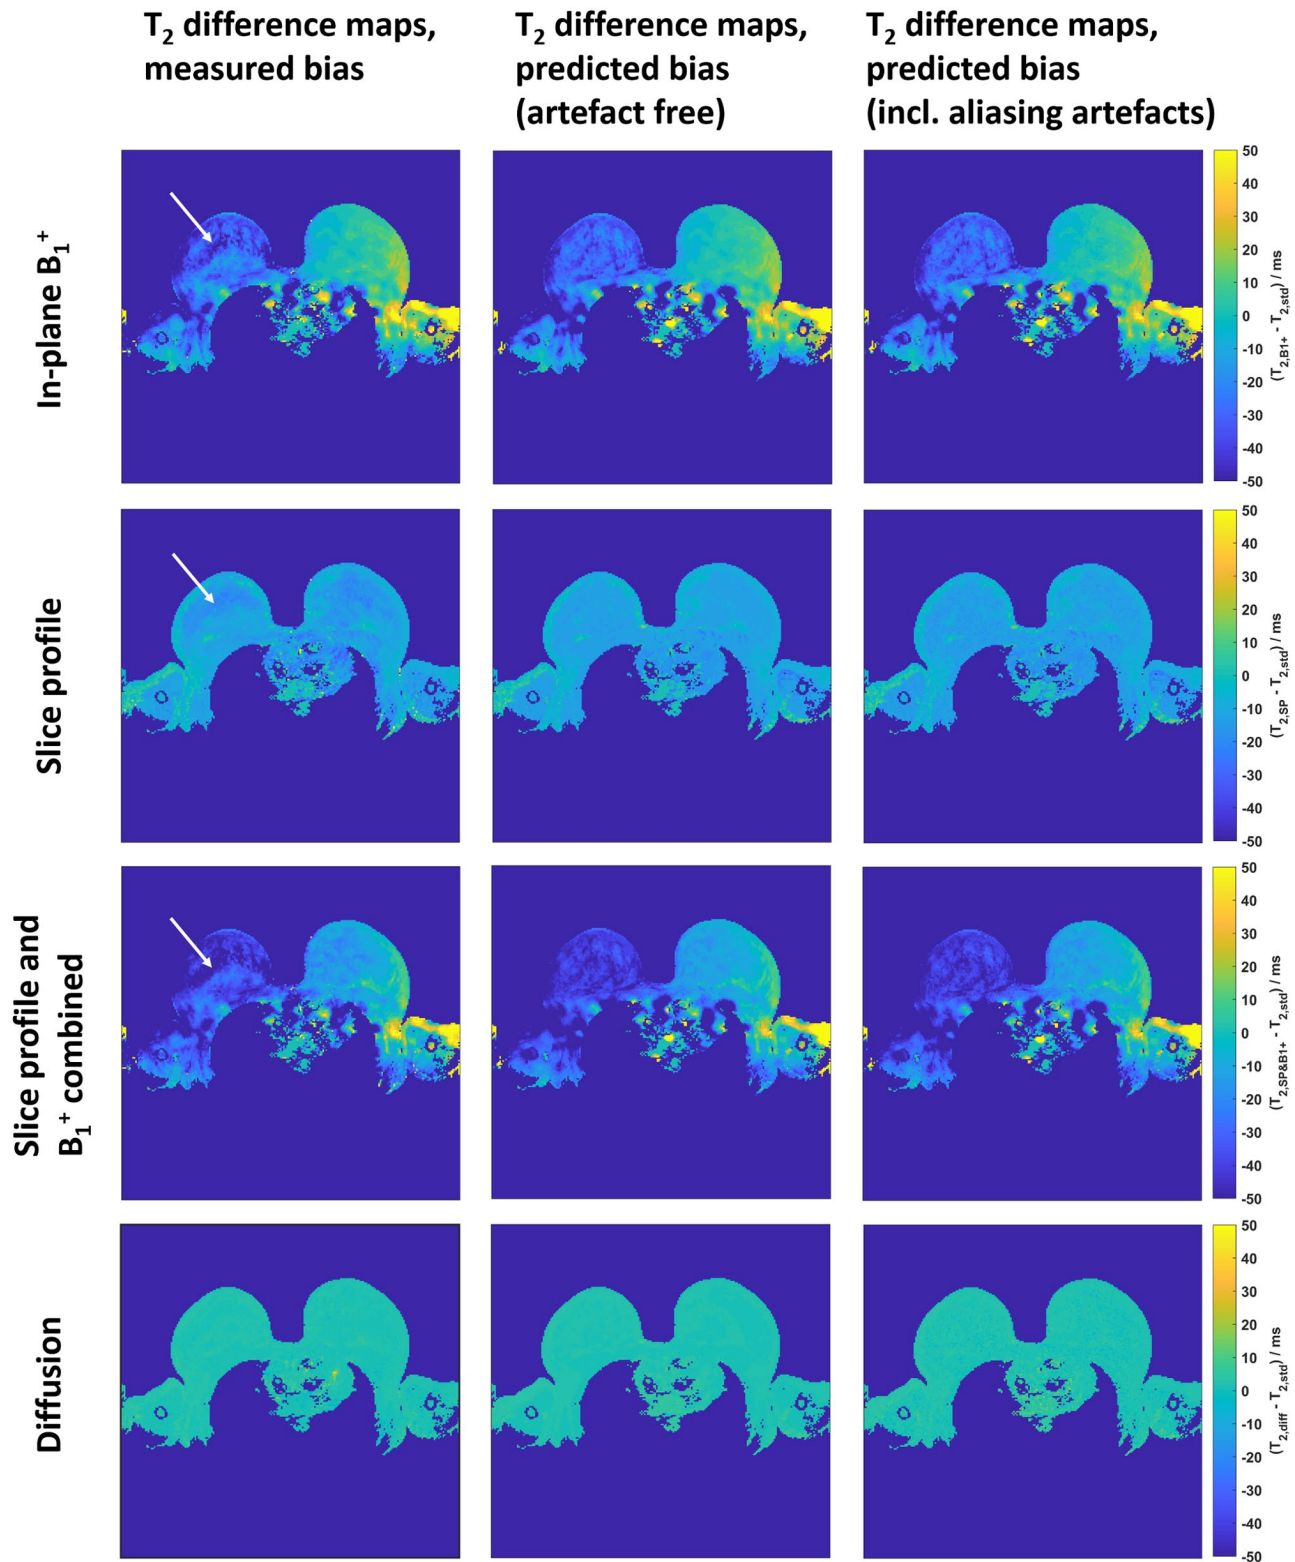 T₂ difference maps,
measured bias
T₂ difference maps,
predicted bias
(artefact free)
T₂ difference maps,
predicted bias
(incl. aliasing artefacts)
In-plane B₁⁺
50
40
30
20
10
0
-10
-20
-30
-40
-50
(T₂,B1+ - T₂,std) / ms
Slice profile
50
40
30
20
10
0
-10
-20
-30
-40
-50
(T₂,SP - T₂,std) / ms
Slice profile and
B₁⁺ combined
50
40
30
20
10
0
-10
-20
-30
-40
-50
(T₂,SP&B1+ - T₂,std) / ms
Diffusion
50
40
30
20
10
0
-10
-20
-30
-40
-50
(T₂,diff - T₂,std) / ms